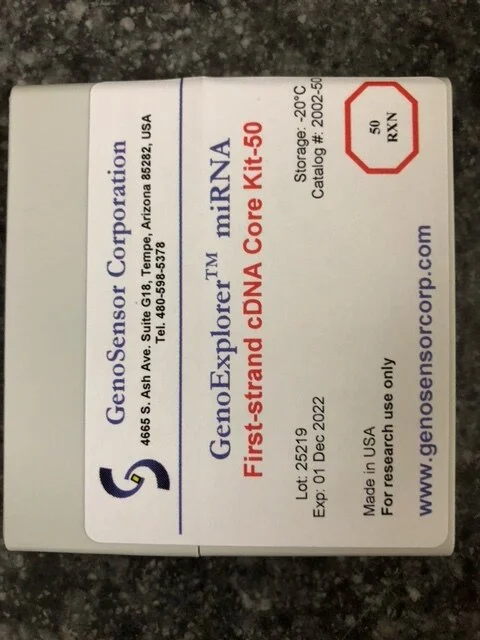 GenoSensor Corporation
4665 S. Ash Ave. Suite G18, Tempe, Arizona 85282, USA
Tel. 480-598-5378
GenoExplorer™ miRNA
First-strand cDNA Core Kit-50
Lot: 25219
Exp: 01 Dec 2022
Storage: -20°C
Catalog #: 2002-50
Made in USA
For research use only
50
RXN
www.genosensorcorp.com